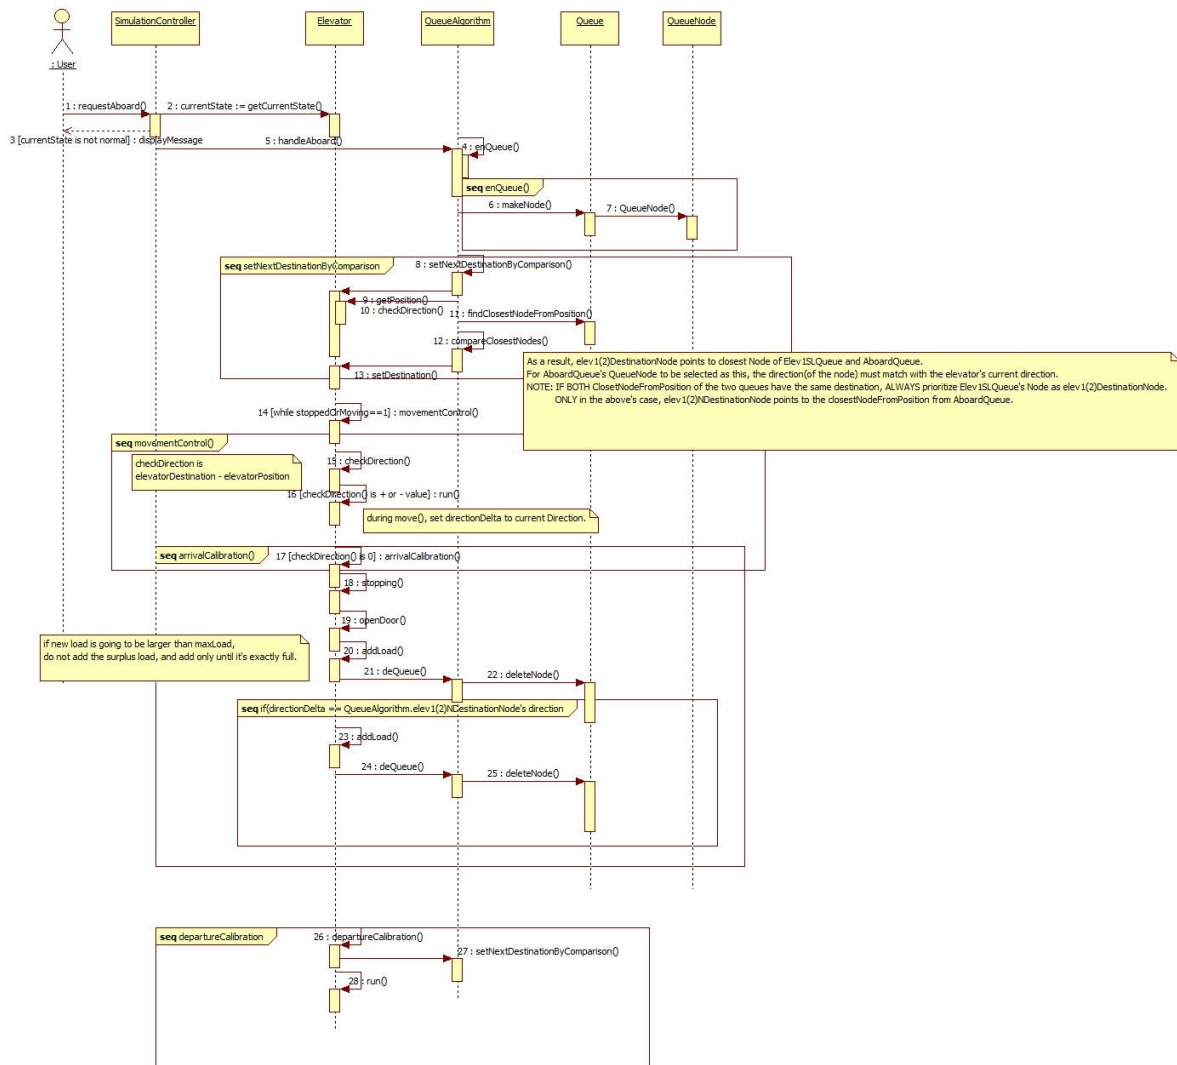 SimulationController
Elevator
QueueAlgorithm
Queue
QueueNode
: User
1 : requestAboard()
2 : currentState := getCurrentState()
3 [currentState is not normal] : displayMessage
4 : enQueue()
5 : handleAboard()
seq enQueue()
6 : makeNode()
7 : QueueNode()
seq setNextDestinationByComparison
8 : setNextDestinationByComparison()
9 : getPosition()
10 : checkDirection()
11 : findClosestNodeFromPosition()
12 : compareClosestNodes()
13 : setDestination()
As a result, elev1(2)DestinationNode points to closest Node of Elev1SLQueue and AboardQueue.
For AboardQueue's QueueNode to be selected as this, the direction(of the node) must match with the elevator's current direction.
NOTE: IF BOTH ClosetNodeFromPosition of the two queues have the same destination, ALWAYS prioritize Elev1SLQueue's Node as elev1(2)DestinationNode.
ONLY in the above's case, elev1(2)NDestinationNode points to the closestNodeFromPosition from AboardQueue.
14 [while stoppedOrMoving==1] : movementControl()
seq movementControl()
checkDirection is
elevatorDestination - elevatorPosition
15 : checkDirection()
16 [checkDirection() is + or - value] : run()
during move(), set directionDelta to current Direction.
seq arrivalCalibration()
17 [checkDirection() is 0] : arrivalCalibration()
18 : stopping()
19 : openDoor()
if new load is going to be larger than maxLoad,
do not add the surplus load, and add only until it's exactly full.
20 : addLoad()
21 : deQueue()
22 : deleteNode()
seq if(directionDelta == QueueAlgorithm.elev1(2)NDestinationNode's direction
23 : addLoad()
24 : deQueue()
25 : deleteNode()
seq departureCalibration
26 : departureCalibration()
27 : setNextDestinationByComparison()
28 : run()